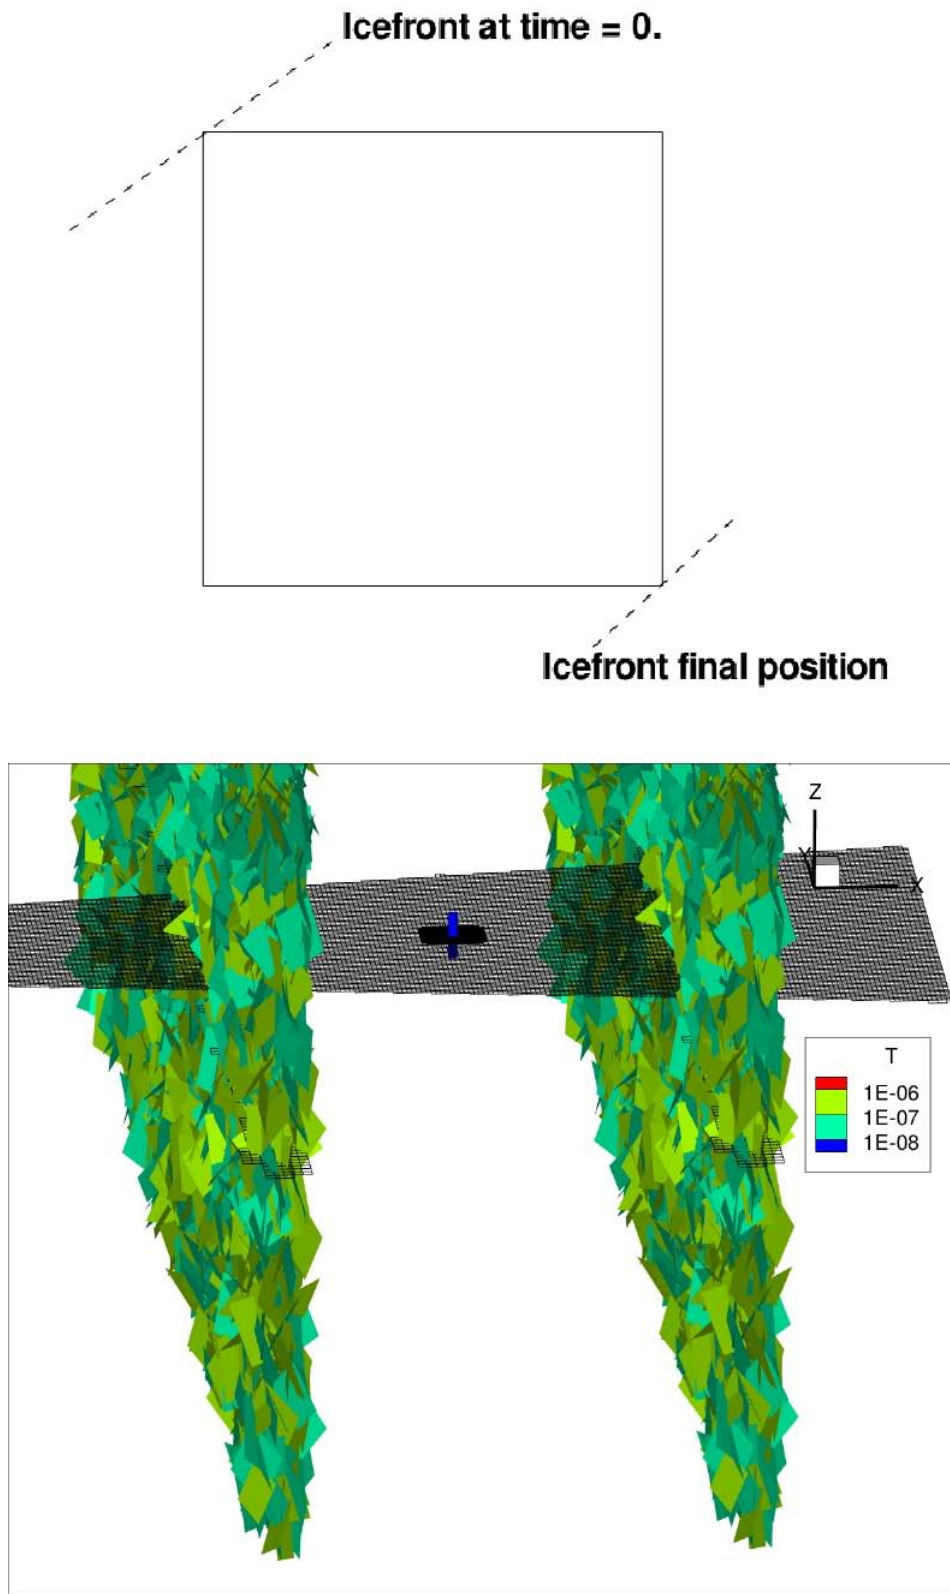 Icefront at time = 0.
Icefront final position
Z
Y
X
T
1E-06
1E-07
1E-08